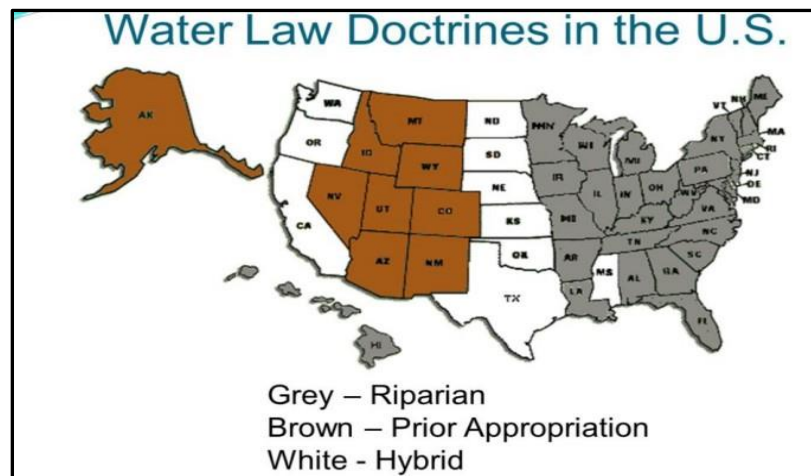 Water Law Doctrines in the U.S.
AK
WA
OR
CA
MT
ID
WY
NV
UT
CO
AZ
NM
ND
SD
NE
KS
OK
TX
MN
WI
MI
IL
IN
OH
KY
TN
AR
LA
MS
AL
GA
FL
SC
NC
VA
WV
PA
NY
VT
NH
ME
MA
RI
CT
NJ
DE
MD
HI
Grey – Riparian
Brown – Prior Appropriation
White - Hybrid